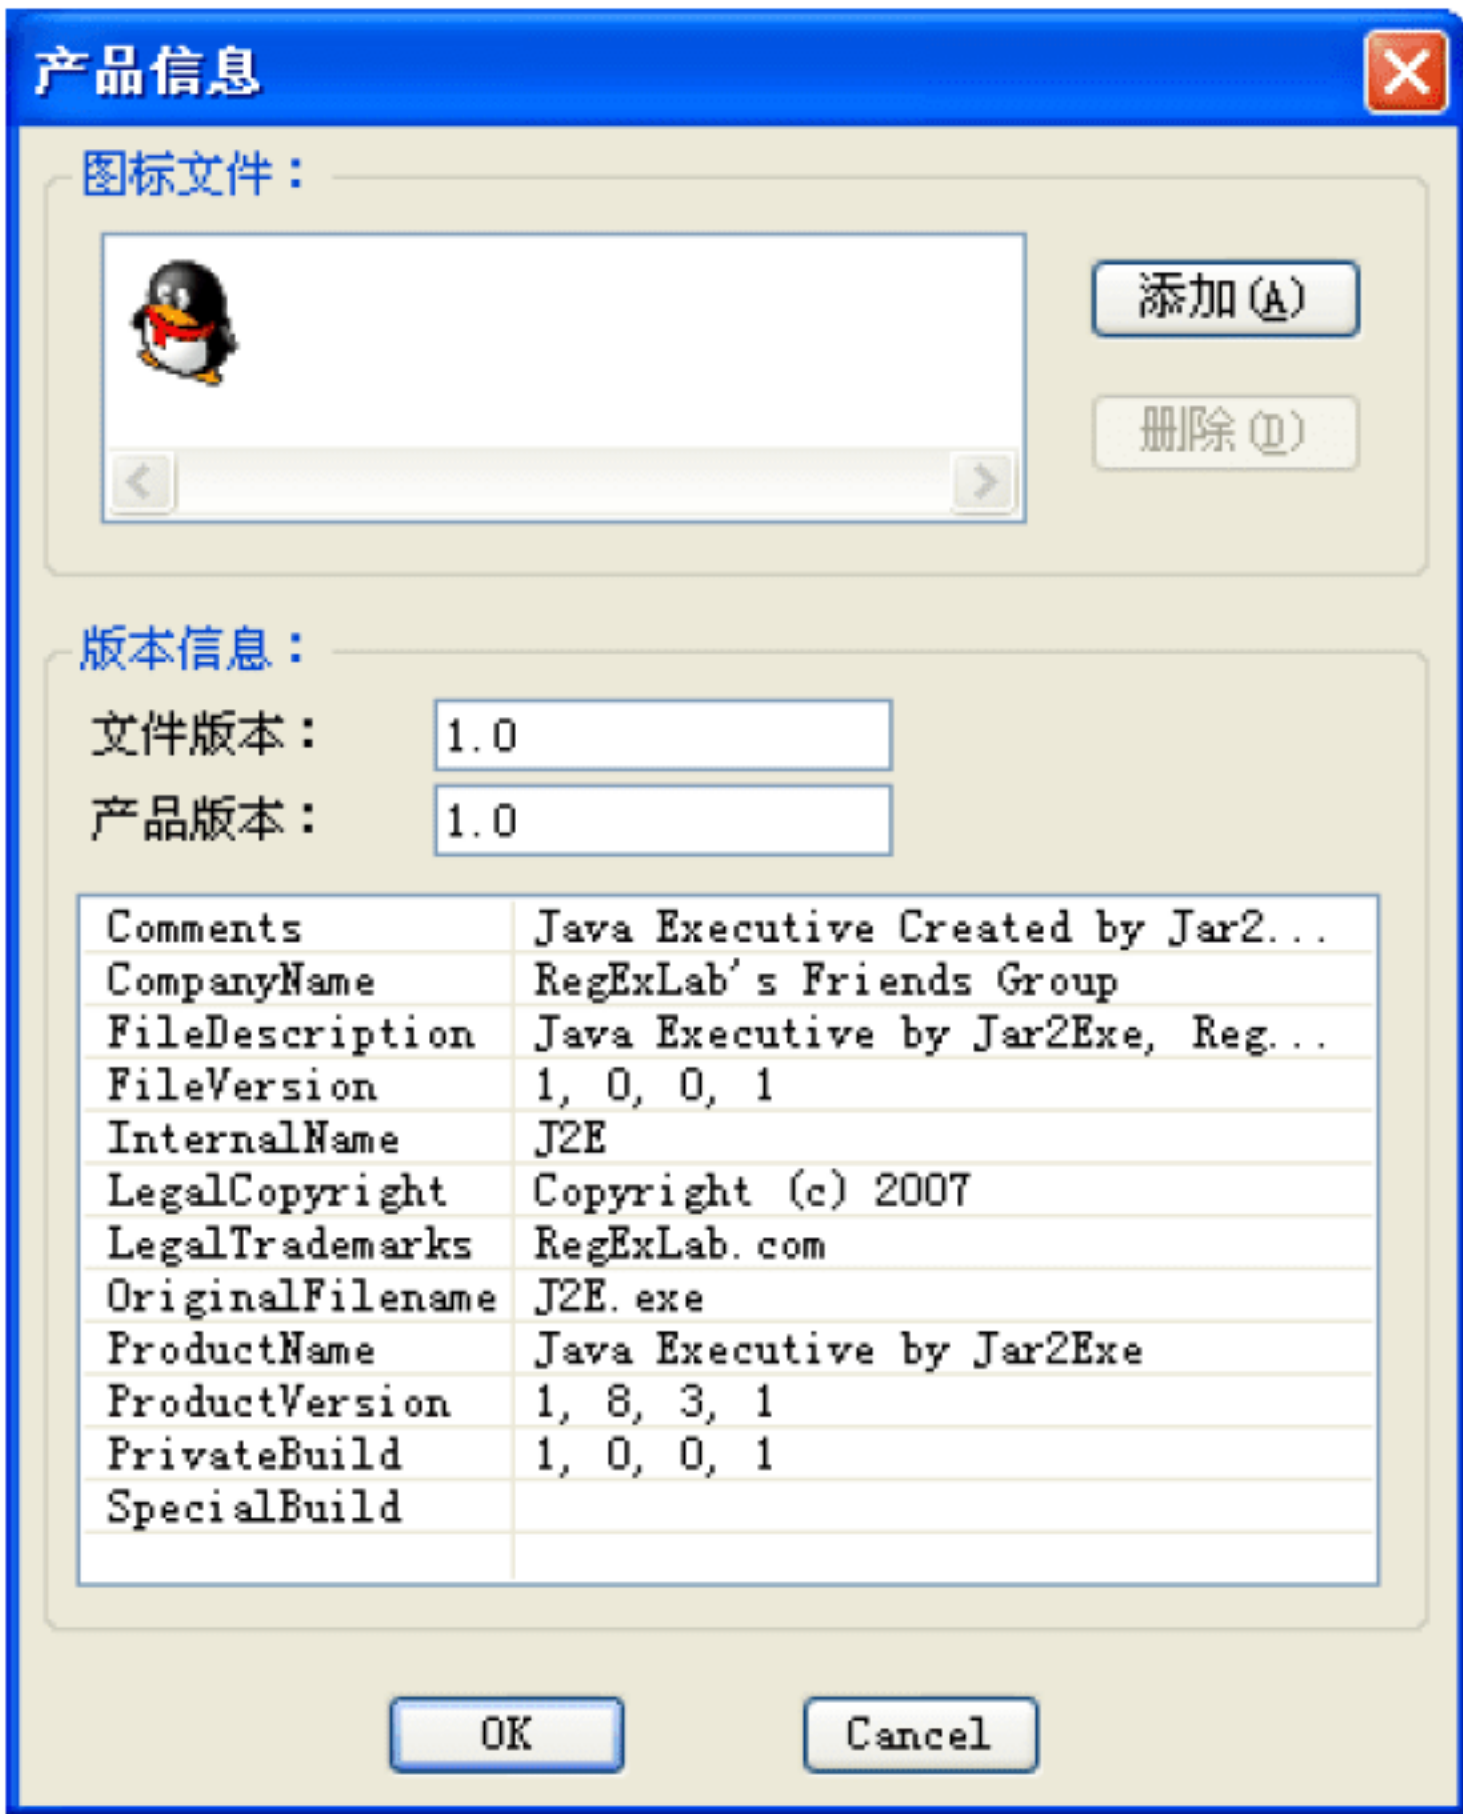 产品信息
图标文件：
添加(A)
删除(D)
版本信息：
文件版本： 1.0
产品版本： 1.0
Comments Java Executive Created by Jar2...
CompanyName RegExLab's Friends Group
FileDescription Java Executive by Jar2Exe, Reg...
FileVersion 1, 0, 0, 1
InternalName J2E
LegalCopyright Copyright (c) 2007
LegalTrademarks RegExLab.com
OriginalFilename J2E.exe
ProductName Java Executive by Jar2Exe
ProductVersion 1, 8, 3, 1
PrivateBuild 1, 0, 0, 1
SpecialBuild
OK Cancel